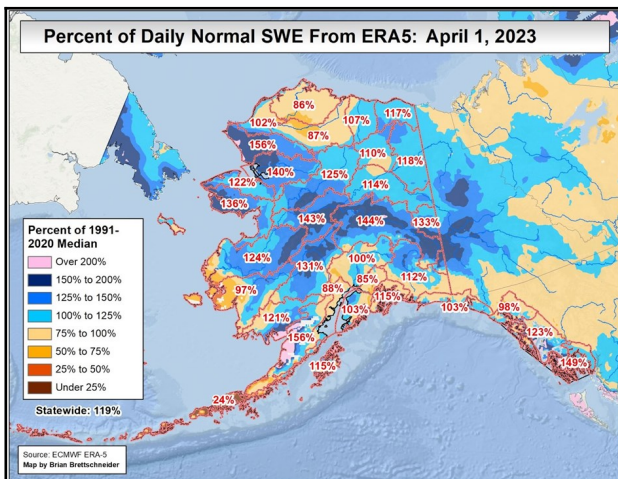 Percent of Daily Normal SWE From ERA5: April 1, 2023
86%
117%
102%
107%
87%
156%
110%
118%
140%
125%
122%
114%
136%
143%
144%
133%
124%
100%
131%
112%
97%
85%
88%
115%
103%
103%
98%
121%
123%
156%
149%
115%
24%
Percent of 1991-
2020 Median
Over 200%
150% to 200%
125% to 150%
100% to 125%
75% to 100%
50% to 75%
25% to 50%
Under 25%
Statewide: 119%
Source: ECMWF ERA-5
Map by Brian Brettschneider